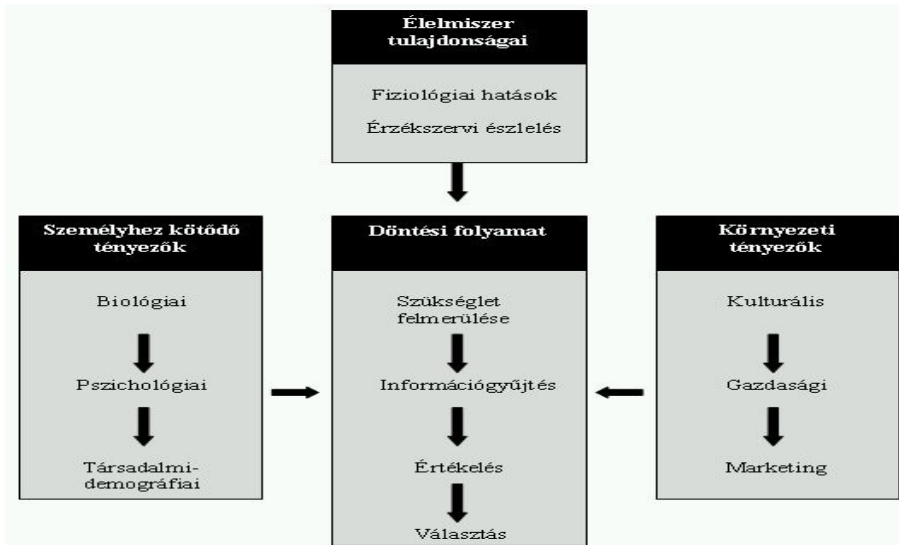 Élelmiszer
tulajdonságai
Fiziológiai hatások
Érzékszervi észlelés
Személyhez kötődő
tényezők
Biológiai
Pszichológiai
Társadalmi-
demográfiai
Döntési folyamat
Szükséglet
felmerülése
Információgyűjtés
Értékelés
Választás
Környezeti
tényezők
Kulturális
Gazdasági
Marketing